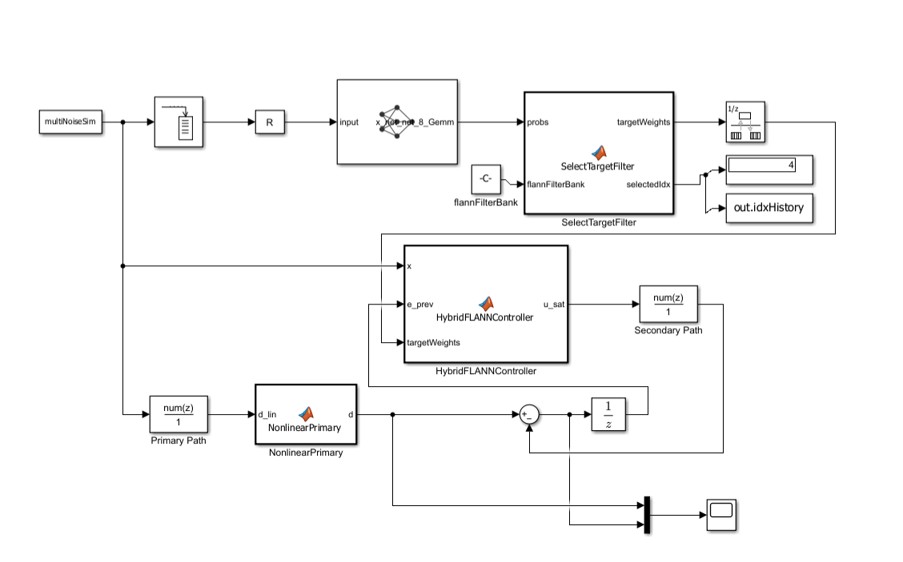 multiNoiseSim
R
input
8_Gemm
probs
flannFilterBank
SelectTargetFilter
targetWeights
selectedIdx
SelectTargetFilter
-C-
flannFilterBank
1/z
4
out.idxHistory
x
e_prev
targetWeights
HybridFLANNController
u_sat
HybridFLANNController
num(z)
1
Secondary Path
num(z)
1
Primary Path
d_lin
NonlinearPrimary
d
NonlinearPrimary
+
-
1
z